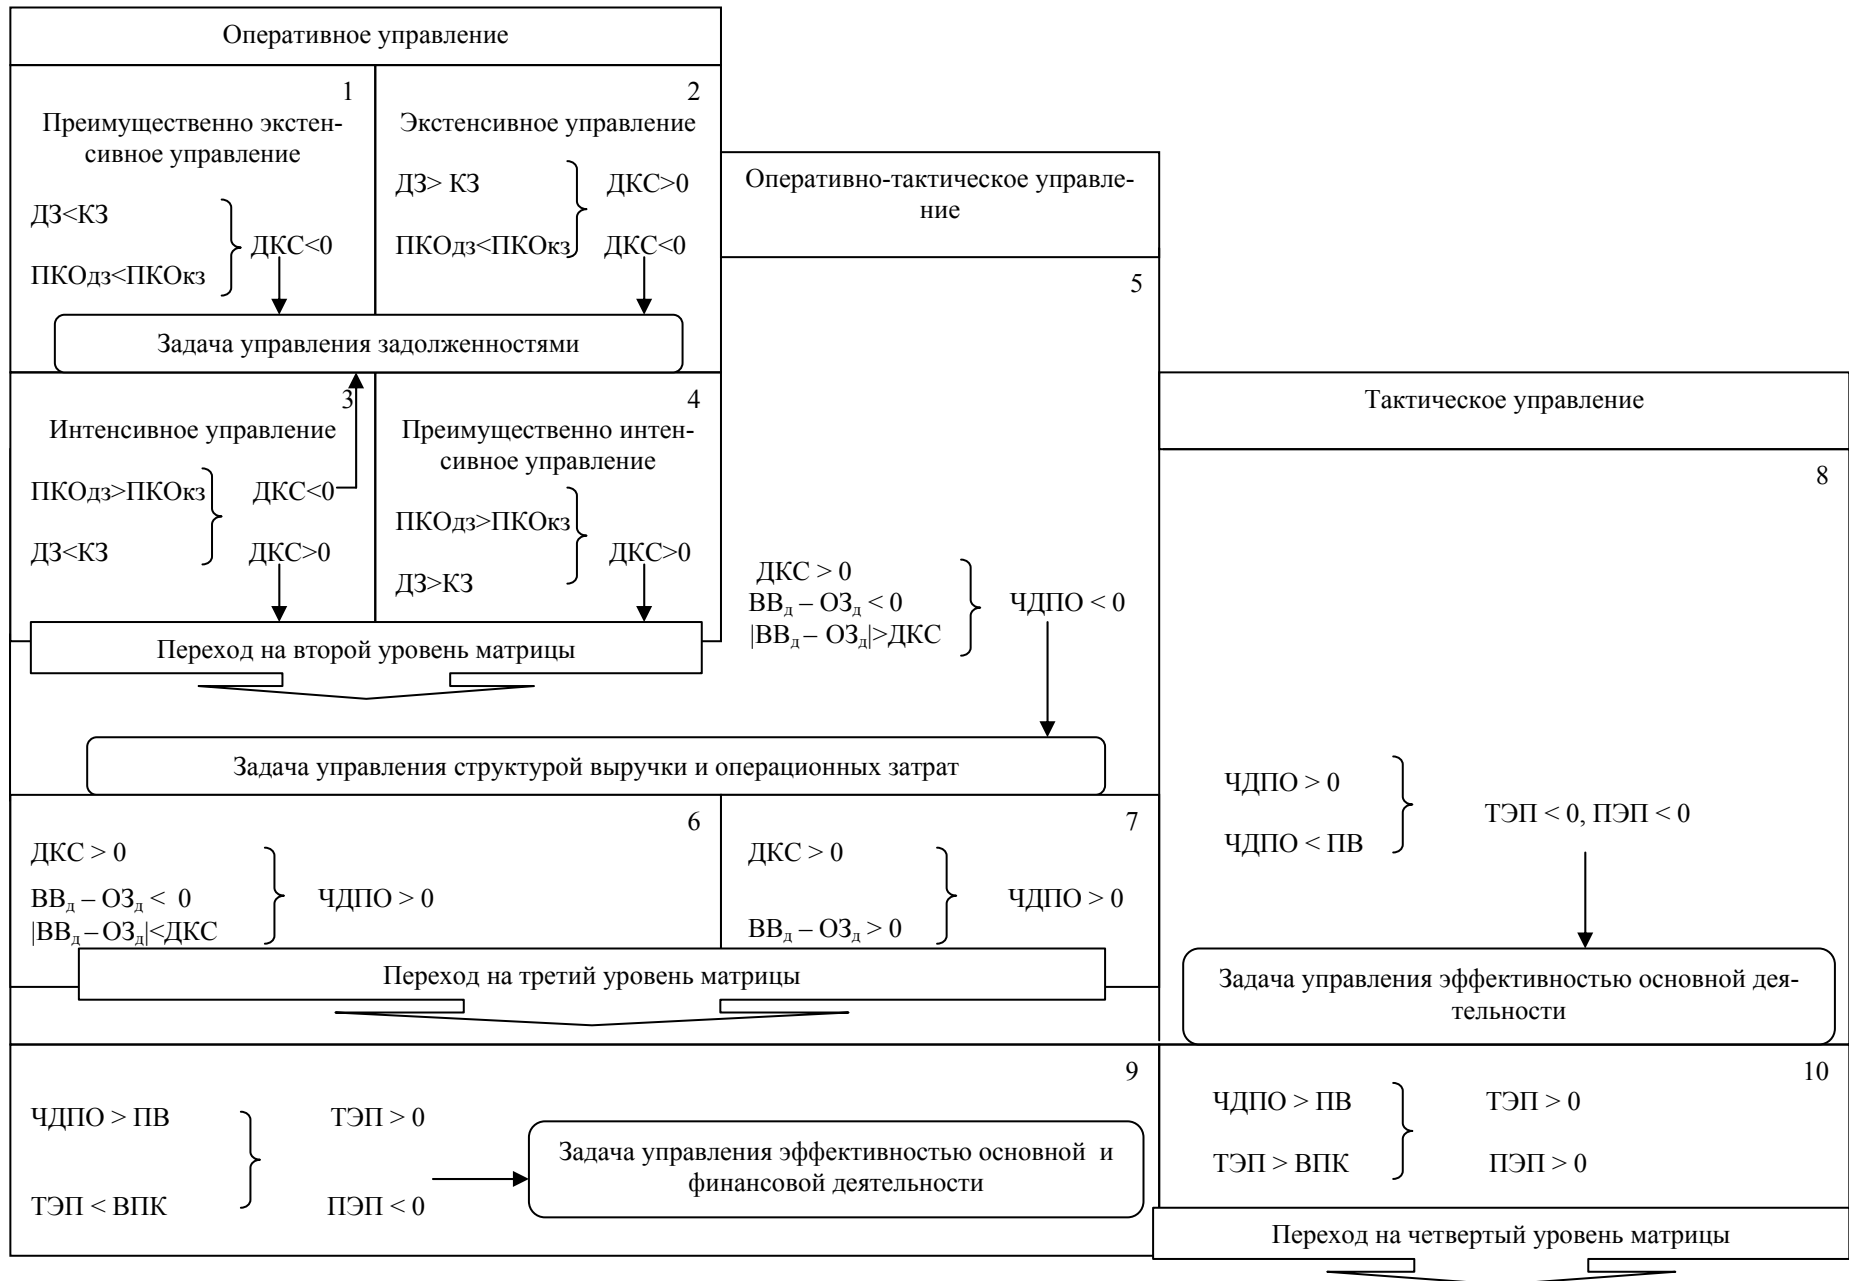 Оперативное управление
1
Преимущественно экстен-
сивное управление
ДЗ<КЗ
ПКОдз<ПКОкз
ДКС<0
2
Экстенсивное управление
ДЗ> КЗ
ПКОдз<ПКОкз
ДКС>0
ДКС<0
Задача управления задолженностями
3
Интенсивное управление
ПКОдз>ПКОкз
ДЗ<КЗ
ДКС<0
ДКС>0
4
Преимущественно интен-
сивное управление
ПКОдз>ПКОкз
ДЗ>КЗ
ДКС>0
Переход на второй уровень матрицы
Оперативно-тактическое управле-
ние
5
ДКС > 0
ВВд – ОЗд < 0
|ВВд – ОЗд|>ДКС
ЧДПО < 0
Задача управления структурой выручки и операционных затрат
6
ДКС > 0
ВВд – ОЗд < 0
|ВВд – ОЗд|<ДКС
ЧДПО > 0
7
ДКС > 0
ВВд – ОЗд > 0
ЧДПО > 0
Переход на третий уровень матрицы
Тактическое управление
8
ЧДПО > 0
ЧДПО < ПВ
ТЭП < 0, ПЭП < 0
Задача управления эффективностью основной дея-
тельности
9
ЧДПО > ПВ
ТЭП < ВПК
ТЭП > 0
ПЭП < 0
Задача управления эффективностью основной и
финансовой деятельности
10
ЧДПО > ПВ
ТЭП > ВПК
ТЭП > 0
ПЭП > 0
Переход на четвертый уровень матрицы